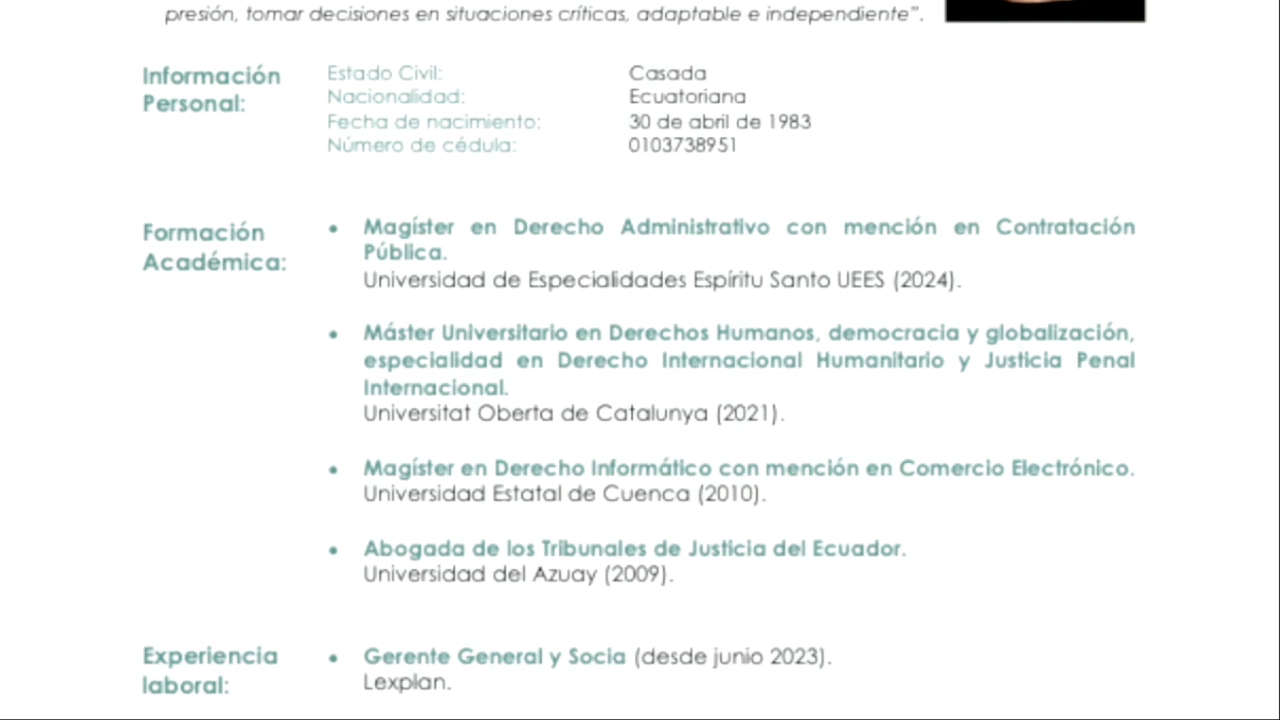 presión, tomar decisiones en situaciones críticas, adaptable e independiente”.
Información
Personal:
Estado Civil: Casada
Nacionalidad: Ecuatoriana
Fecha de nacimiento: 30 de abril de 1983
Número de cédula: 0103738951
Formación
Académica:
• Magíster en Derecho Administrativo con mención en Contratación
Pública.
Universidad de Especialidades Espíritu Santo UEES (2024).
• Máster Universitario en Derechos Humanos, democracia y globalización,
especialidad en Derecho Internacional Humanitario y Justicia Penal
Internacional.
Universitat Oberta de Catalunya (2021).
• Magíster en Derecho Informático con mención en Comercio Electrónico.
Universidad Estatal de Cuenca (2010).
• Abogada de los Tribunales de Justicia del Ecuador.
Universidad del Azuay (2009).
Experiencia
laboral:
• Gerente General y Socia (desde junio 2023).
Lexplan.